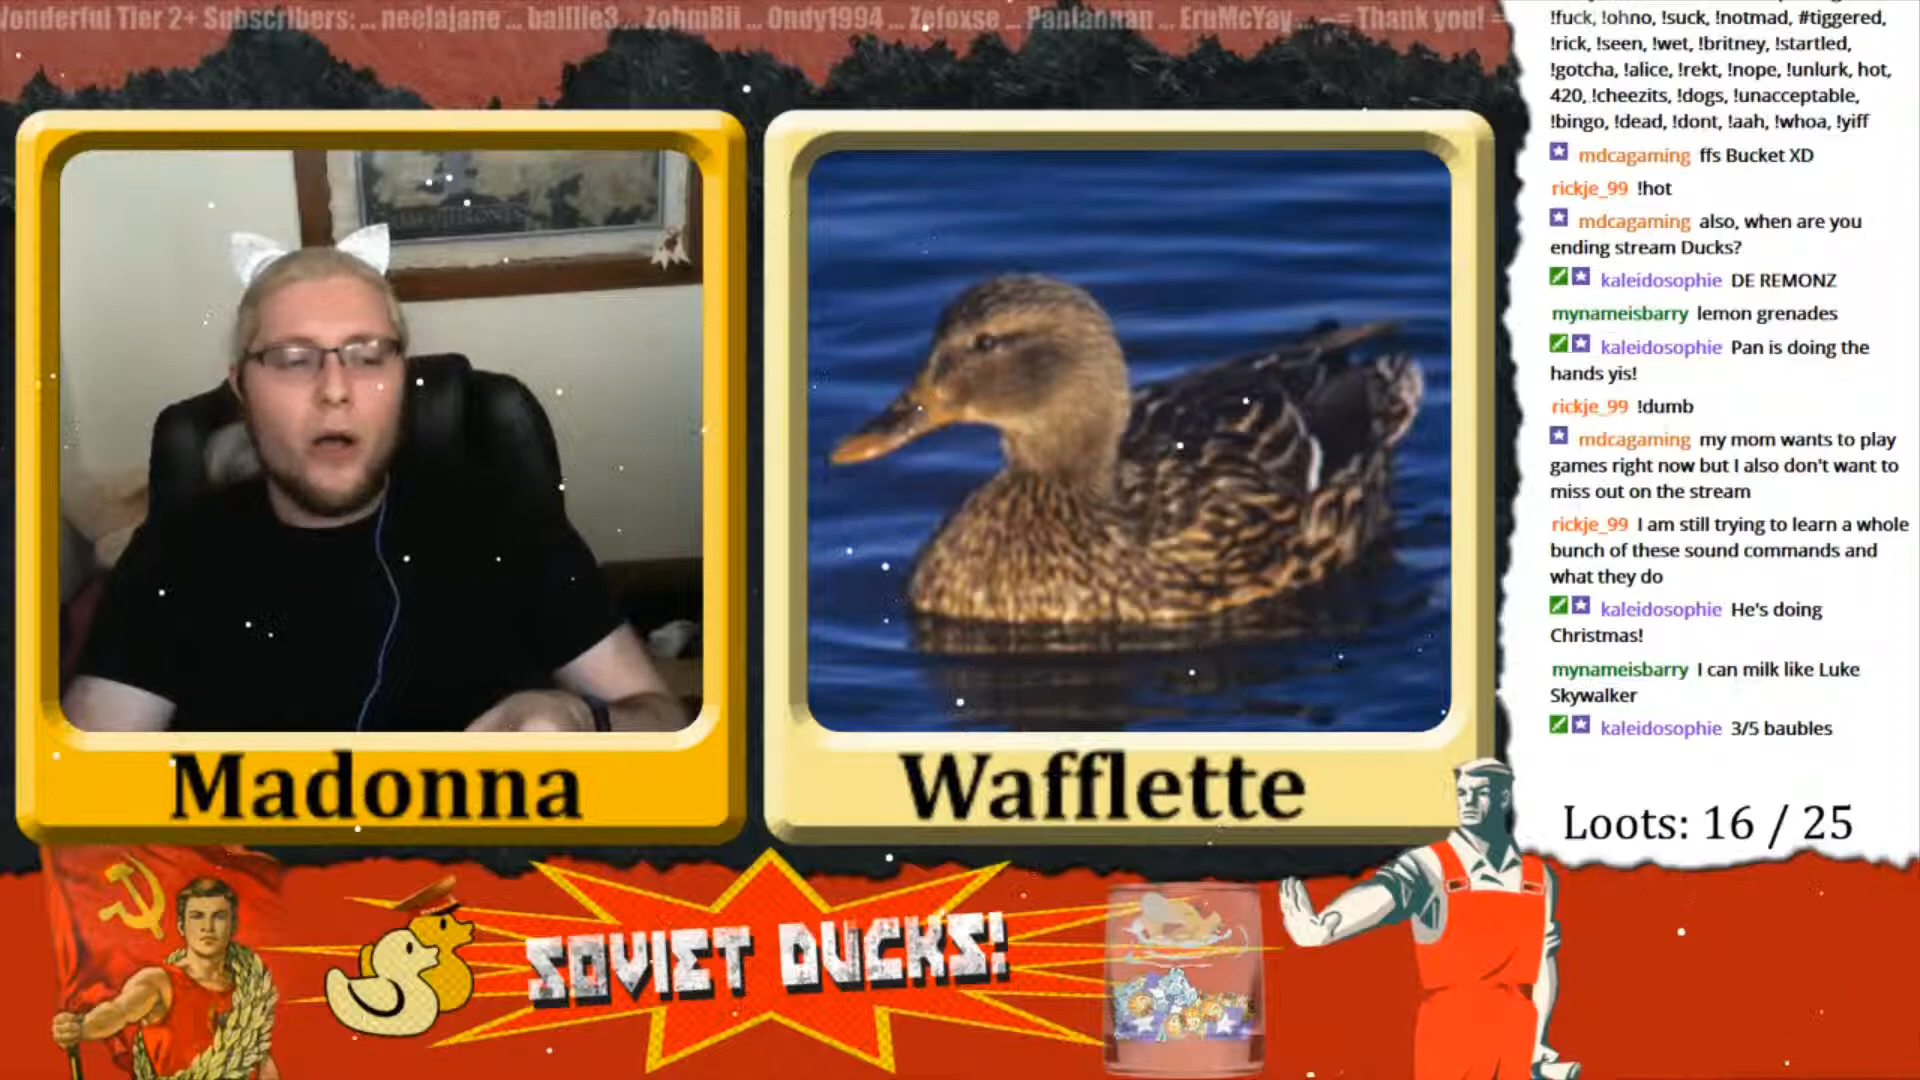 onderful Tier 2+ Subscribers: ... neelajane ... baillie3 ... ZohmBii ... Ondy1994 ... Zofoxse ... Panlannan ... EruMcYay ... == Thank you! =
!fuck, !ohno, !suck, !notmad, #tiggered,
!rick, !seen, !wet, !britney, !startled,
!gotcha, !alice, !rekt, !nope, !unlurk, hot,
420, !cheezits, !dogs, !unacceptable,
!bingo, !dead, !dont, !aah, !whoa, !yiff
mdcagaming ffs Bucket XD
rickje_99 !hot
mdcagaming also, when are you
ending stream Ducks?
kaleidosophie DE REMONZ
mynameisbarry lemon grenades
kaleidosophie Pan is doing the
hands yis!
rickje_99 !dumb
mdcagaming my mom wants to play
games right now but I also don't want to
miss out on the stream
rickje_99 I am still trying to learn a whole
bunch of these sound commands and
what they do
kaleidosophie He's doing
Christmas!
mynameisbarry I can milk like Luke
Skywalker
kaleidosophie 3/5 baubles
Madonna
Wafflette
Loots: 16 / 25
SOVIET DUCKS!